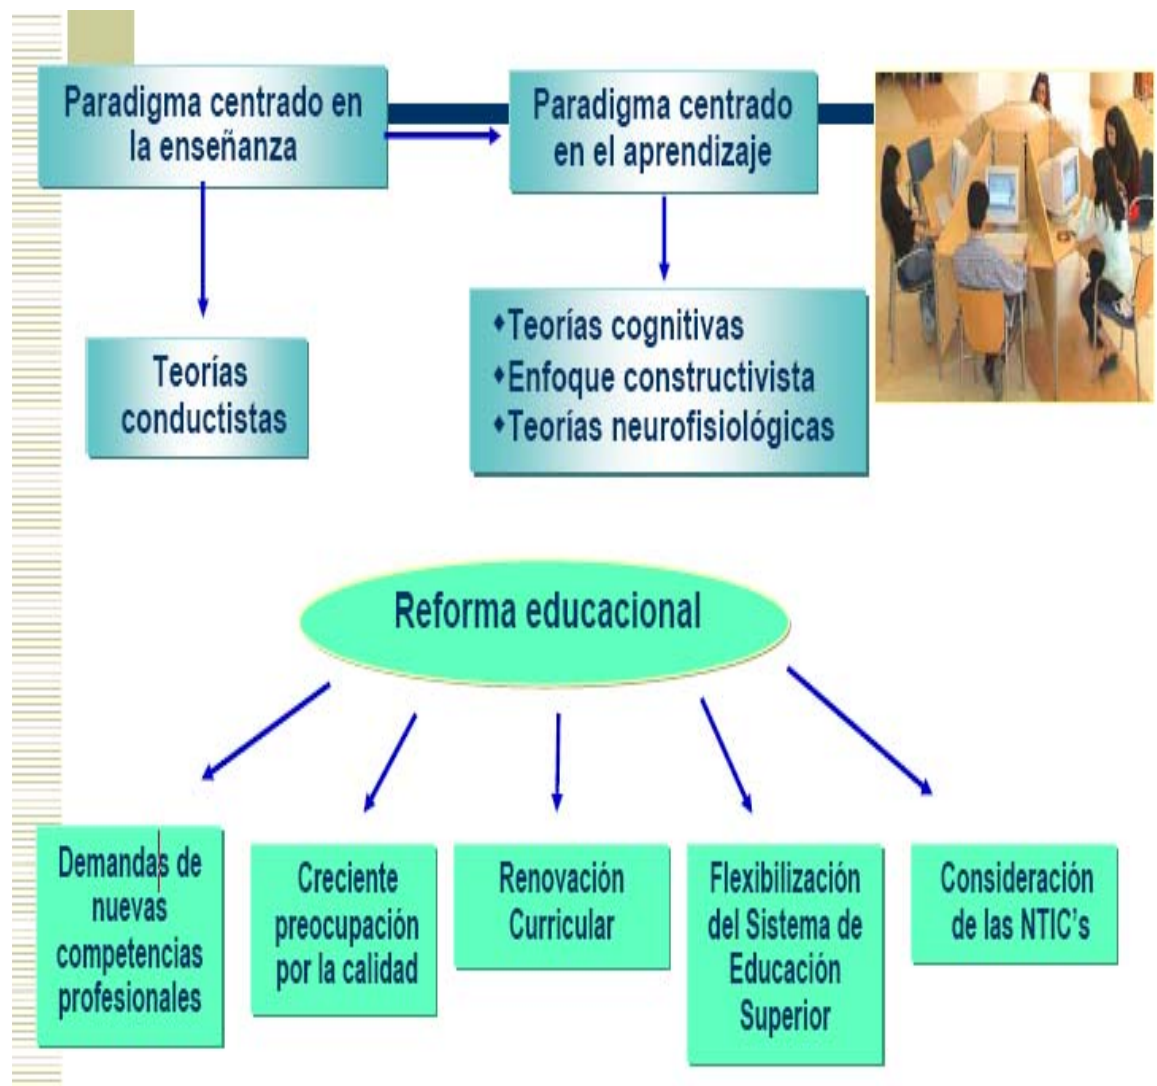 Paradigma centrado en
la enseñanza
Paradigma centrado
en el aprendizaje
Teorías
conductistas
♦Teorías cognitivas
♦Enfoque constructivista
♦Teorías neurofisiológicas
Reforma educacional
Demandas de
nuevas
competencias
profesionales
Creciente
preocupación
por la calidad
Renovación
Curricular
Flexibilización
del Sistema de
Educación
Superior
Consideración
de las NTIC's